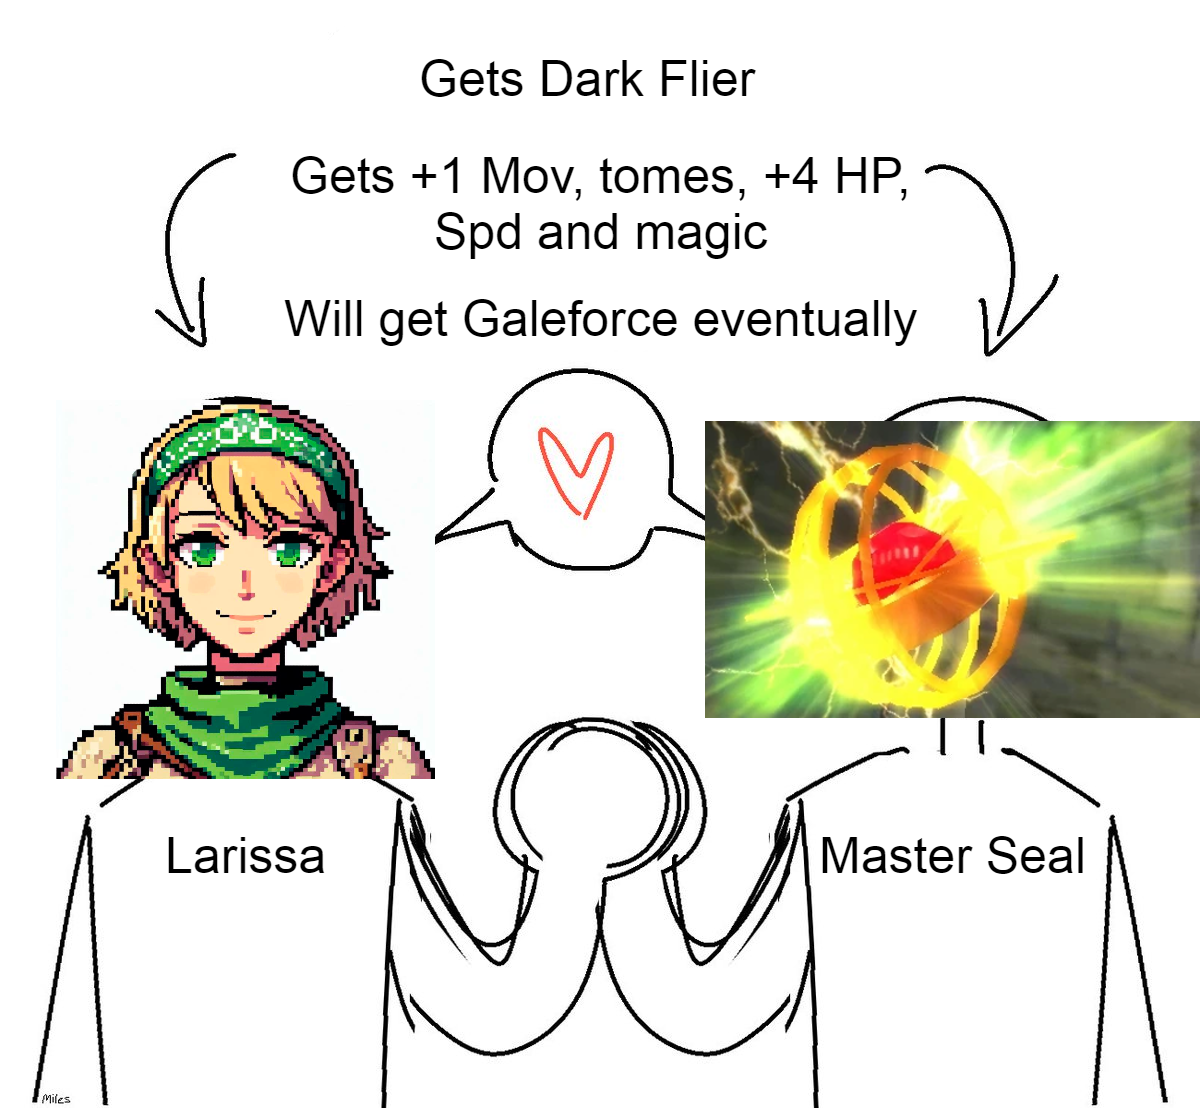 Gets Dark Flier
Gets +1 Mov, tomes, +4 HP,
Spd and magic
Will get Galeforce eventually
Larissa
Master Seal
Miles